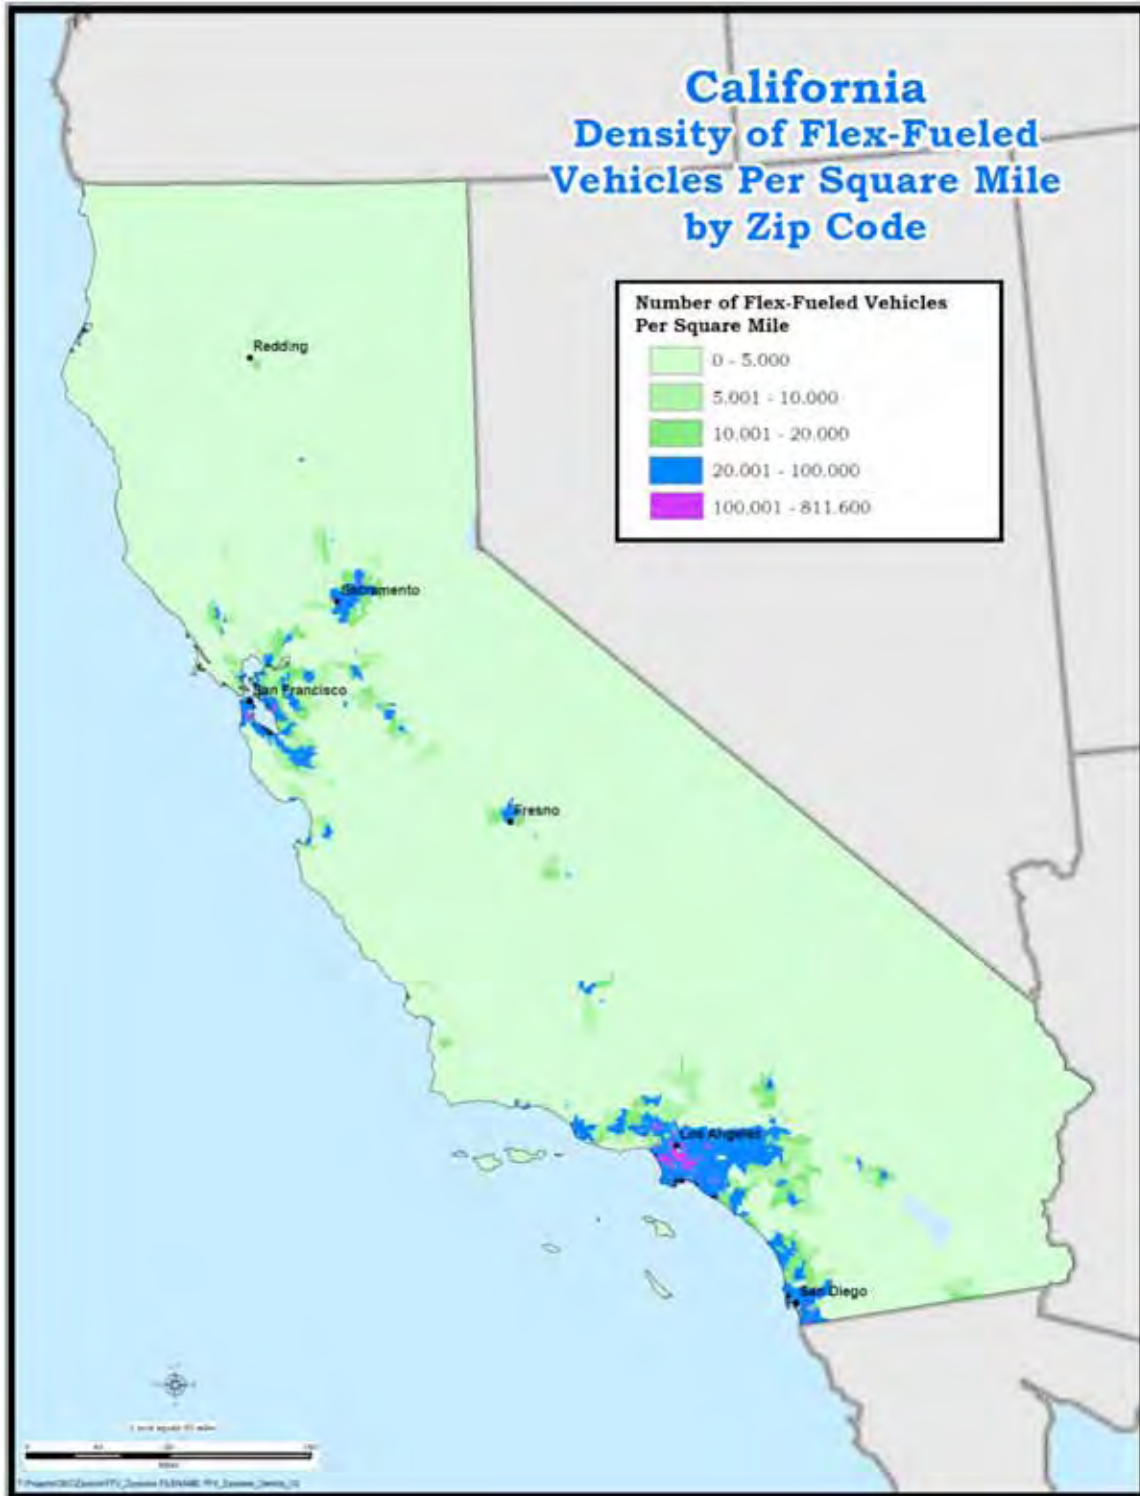 California
Density of Flex-Fueled
Vehicles Per Square Mile
by Zip Code
Number of Flex-Fueled Vehicles
Per Square Mile
0 - 5.000
5.001 - 10.000
10.001 - 20.000
20.001 - 100.000
100.001 - 811.600
Redding
Sacramento
San Francisco
Fresno
Los Angeles
San Diego